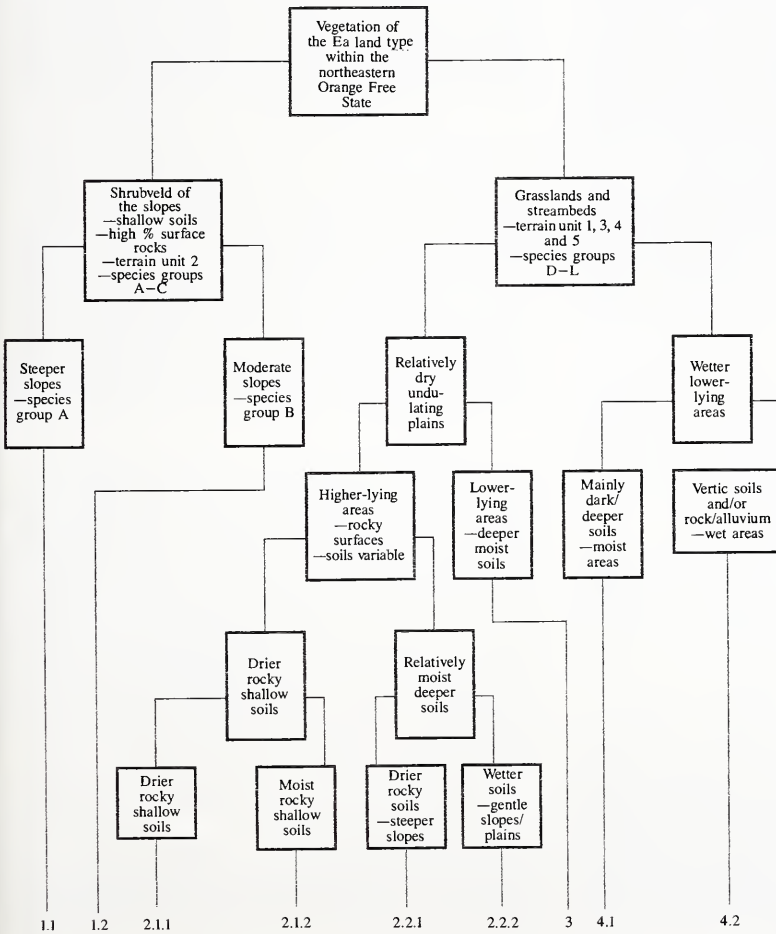 Vegetation of
the Ea land type
within the
northeastern
Orange Free
State
Shrubveld of
the slopes
—shallow soils
—high % surface
rocks
—terrain unit 2
—species groups
A–C
Grasslands and
streambeds
—terrain unit 1, 3, 4
and 5
—species groups
D–L
Steeper
slopes
—species
group A
Moderate
slopes
—species
group B
Relatively
dry
undu-
lating
plains
Wetter
lower-
lying
areas
Higher-lying
areas
—rocky
surfaces
—soils variable
Lower-
lying
areas
—deeper
moist
soils
Mainly
dark/
deeper
soils
—moist
areas
Vertic soils
and/or
rock/alluvium
—wet areas
Drier
rocky
shallow
soils
Relatively
moist
deeper
soils
Drier
rocky
shallow
soils
Moist
rocky
shallow
soils
Drier
rocky
soils
—steeper
slopes
Wetter
soils
—gentle
slopes/
plains
1.1 1.2 2.1.1 2.1.2 2.2.1 2.2.2 3 4.1 4.2